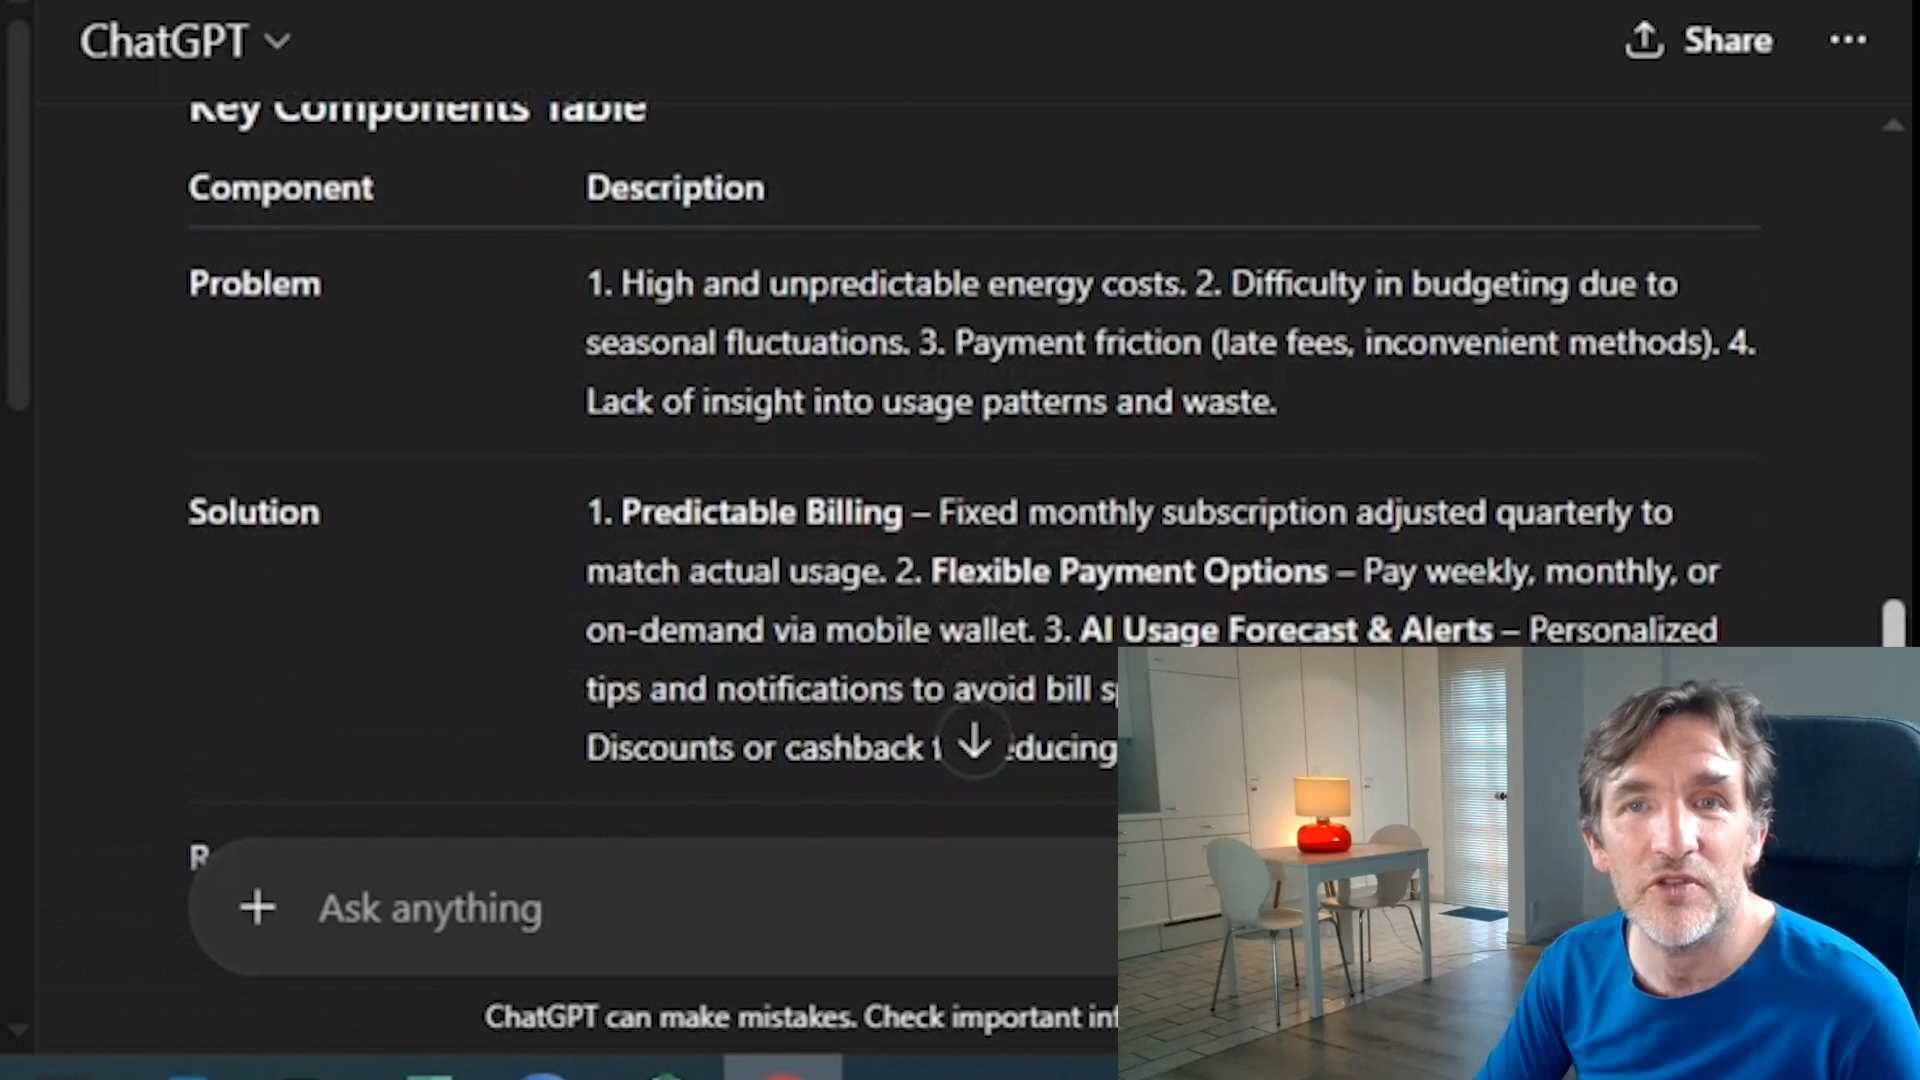 ChatGPT
Share
Key Components Table
Component
Description
Problem
1. High and unpredictable energy costs. 2. Difficulty in budgeting due to
seasonal fluctuations. 3. Payment friction (late fees, inconvenient methods). 4.
Lack of insight into usage patterns and waste.
Solution
1. Predictable Billing – Fixed monthly subscription adjusted quarterly to
match actual usage. 2. Flexible Payment Options – Pay weekly, monthly, or
on-demand via mobile wallet. 3. AI Usage Forecast & Alerts – Personalized
tips and notifications to avoid bill
Discounts or cashback
Ask anything
ChatGPT can make mistakes. Check important